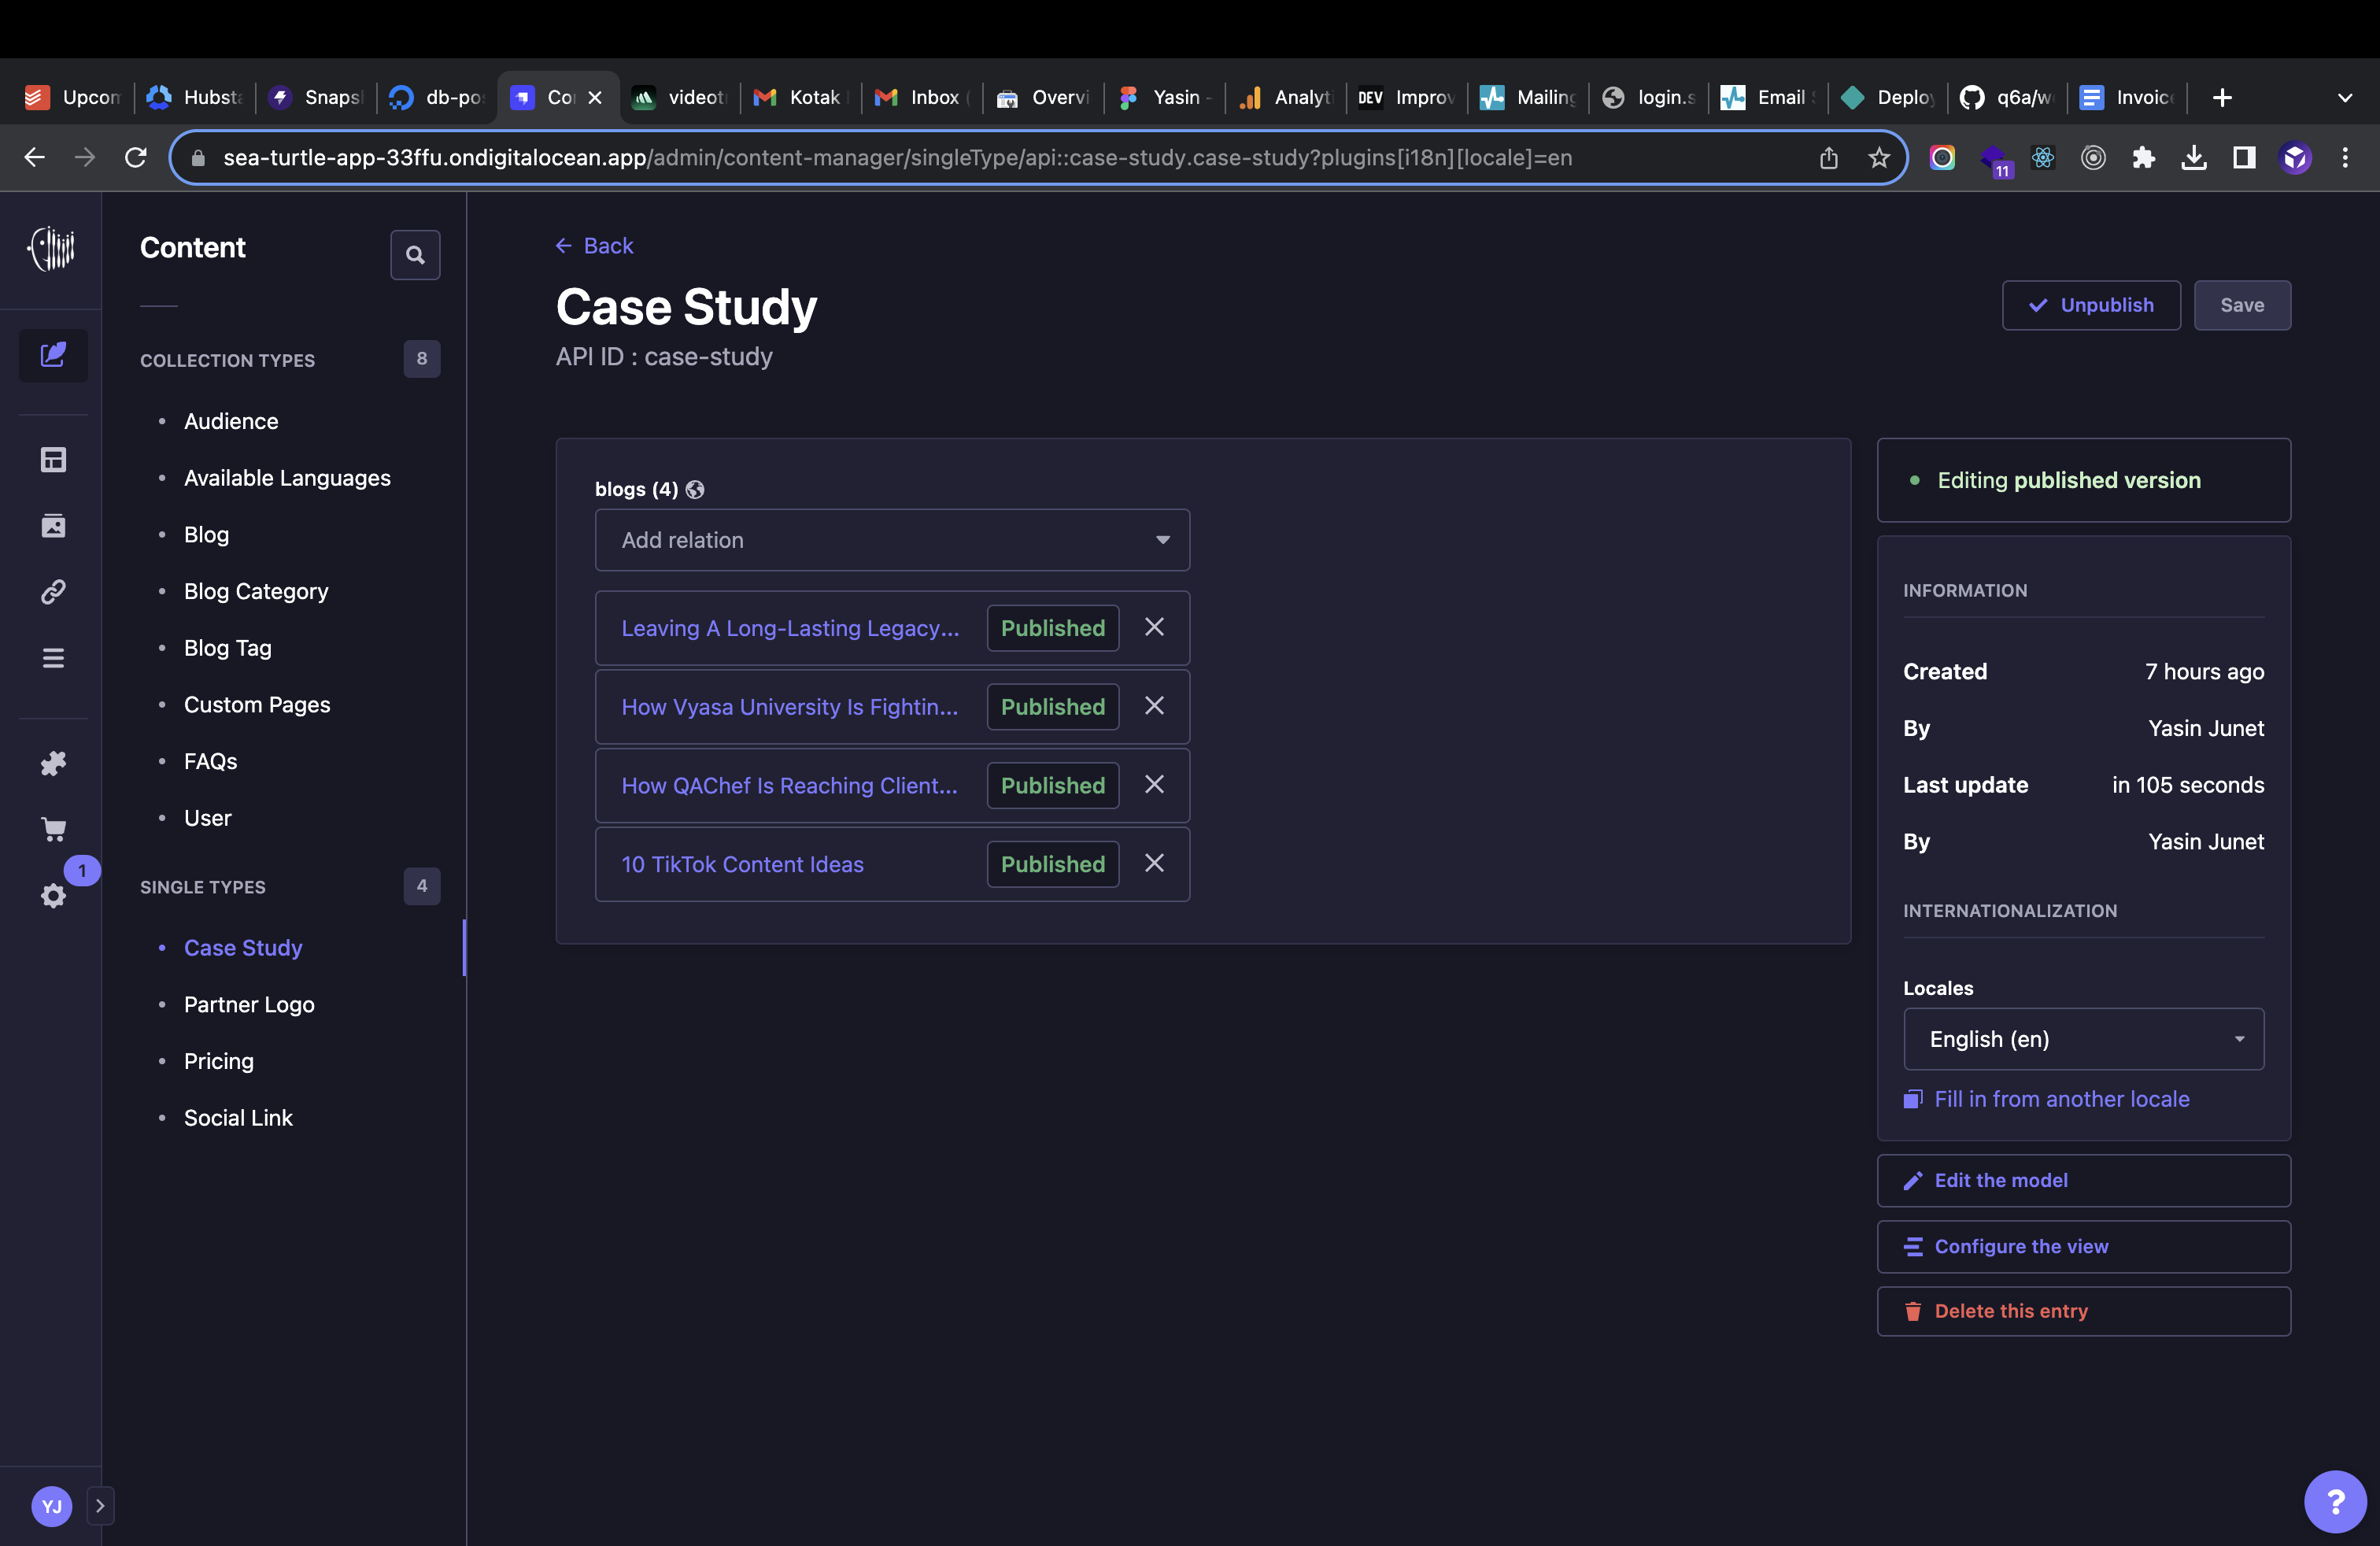 Upcom
Hubsta
Snaps
db-pos
Co
videot
Kotak
Inbox (
Overvi
Yasin -
Analyti
DEV Improv
Mailing
login.s
Email S
Deploy
q6a/w
Invoice
sea-turtle-app-33ffu.ondigitalocean.app/admin/content-manager/singleType/api::case-study.case-study?plugins[i18n][locale]=en
11
Content
COLLECTION TYPES 8
Audience
Available Languages
Blog
Blog Category
Blog Tag
Custom Pages
FAQs
User
SINGLE TYPES 4
Case Study
Partner Logo
Pricing
Social Link
1
YJ
Back
Case Study
API ID : case-study
Unpublish
Save
blogs (4)
Add relation
Leaving A Long-Lasting Legacy... Published
How Vyasa University Is Fightin... Published
How QAChef Is Reaching Client... Published
10 TikTok Content Ideas Published
Editing published version
INFORMATION
Created 7 hours ago
By Yasin Junet
Last update in 105 seconds
By Yasin Junet
INTERNATIONALIZATION
Locales
English (en)
Fill in from another locale
Edit the model
Configure the view
Delete this entry
?